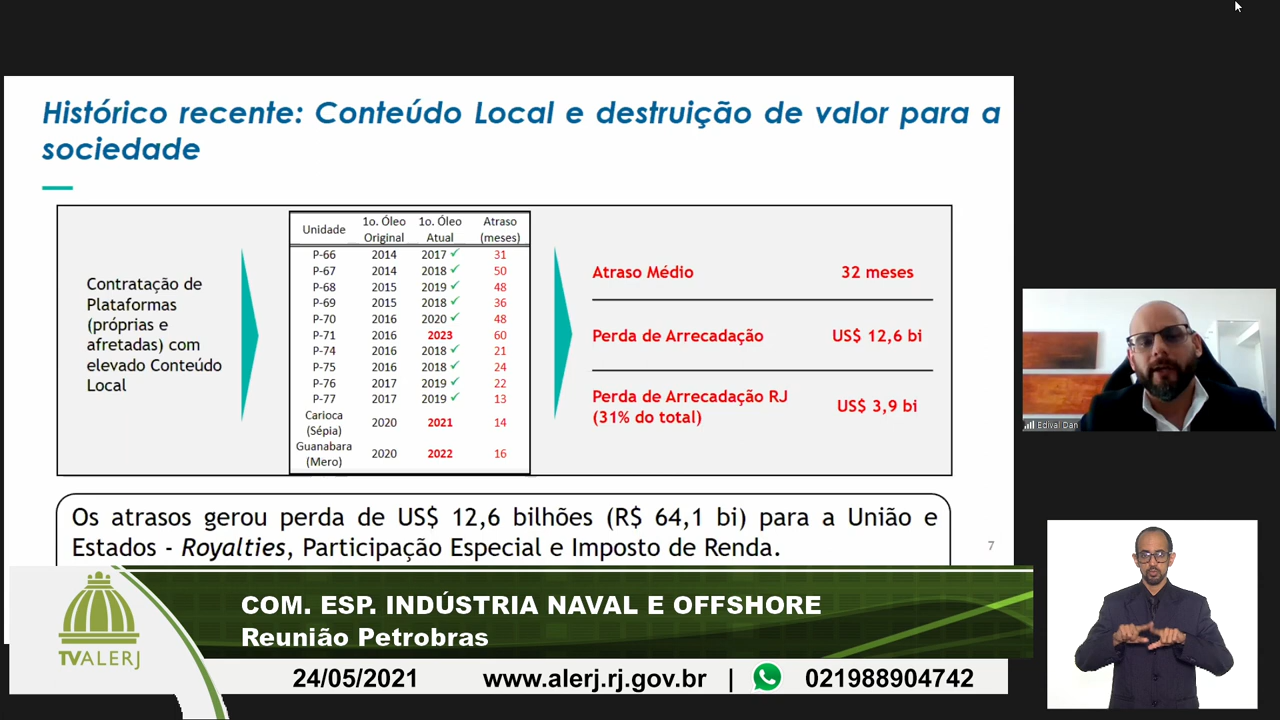 Histórico recente: Conteúdo Local e destruição de valor para a
sociedade
Contratação de
Plataformas
(próprias e
afretadas) com
elevado Conteúdo
Local
Unidade 1o. Óleo Original 1o. Óleo Atual Atraso (meses)
P-66 2014 2017 ✓ 31
P-67 2014 2018 ✓ 50
P-68 2015 2019 ✓ 48
P-69 2015 2018 ✓ 36
P-70 2016 2020 ✓ 48
P-71 2016 2023 60
P-74 2016 2018 ✓ 21
P-75 2016 2018 ✓ 24
P-76 2017 2019 ✓ 22
P-77 2017 2019 ✓ 13
Carioca (Sépia) 2020 2021 14
Guanabara (Mero) 2020 2022 16
Atraso Médio 32 meses
Perda de Arrecadação US$ 12,6 bi
Perda de Arrecadação RJ
(31% do total) US$ 3,9 bi
Os atrasos gerou perda de US$ 12,6 bilhões (R$ 64,1 bi) para a União e
Estados - Royalties, Participação Especial e Imposto de Renda.
7
Edival Dan
TVALERJ
COM. ESP. INDÚSTRIA NAVAL E OFFSHORE
Reunião Petrobras
24/05/2021 www.alerj.rj.gov.br | 021988904742